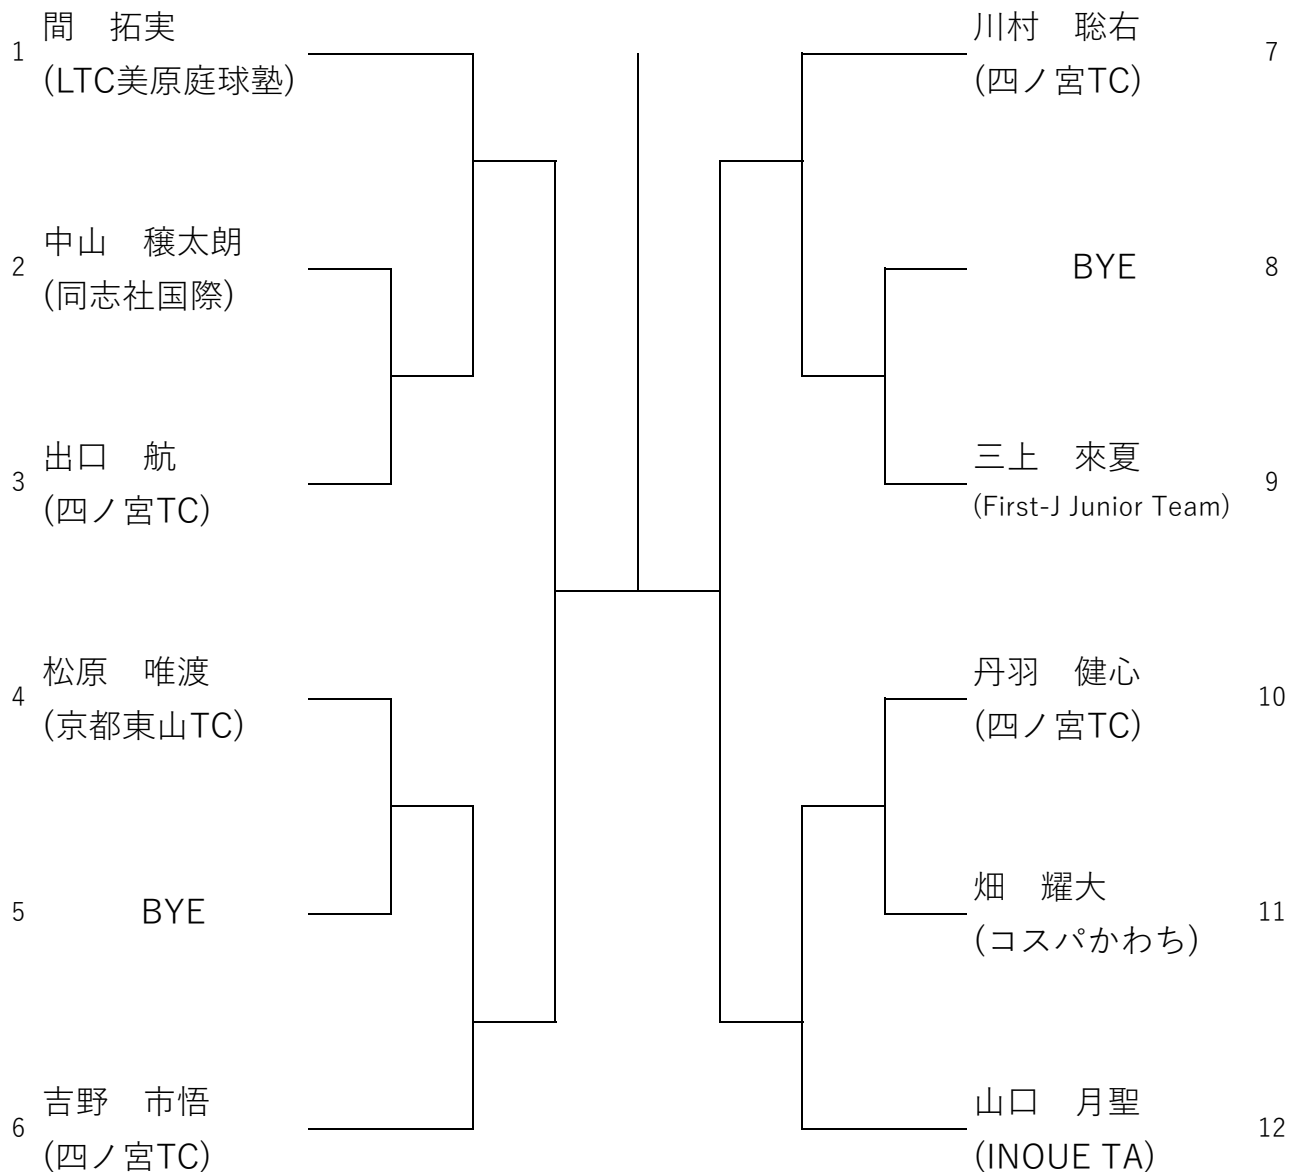 1
間　拓実
(LTC美原庭球塾)
2
中山　穣太朗
(同志社国際)
3
出口　航
(四ノ宮TC)
4
松原　唯渡
(京都東山TC)
5
BYE
6
吉野　市悟
(四ノ宮TC)
川村　聡右
(四ノ宮TC)
7
BYE
8
三上　來夏
(First-J Junior Team)
9
丹羽　健心
(四ノ宮TC)
10
畑　耀大
(コスパかわち)
11
山口　月聖
(INOUE TA)
12